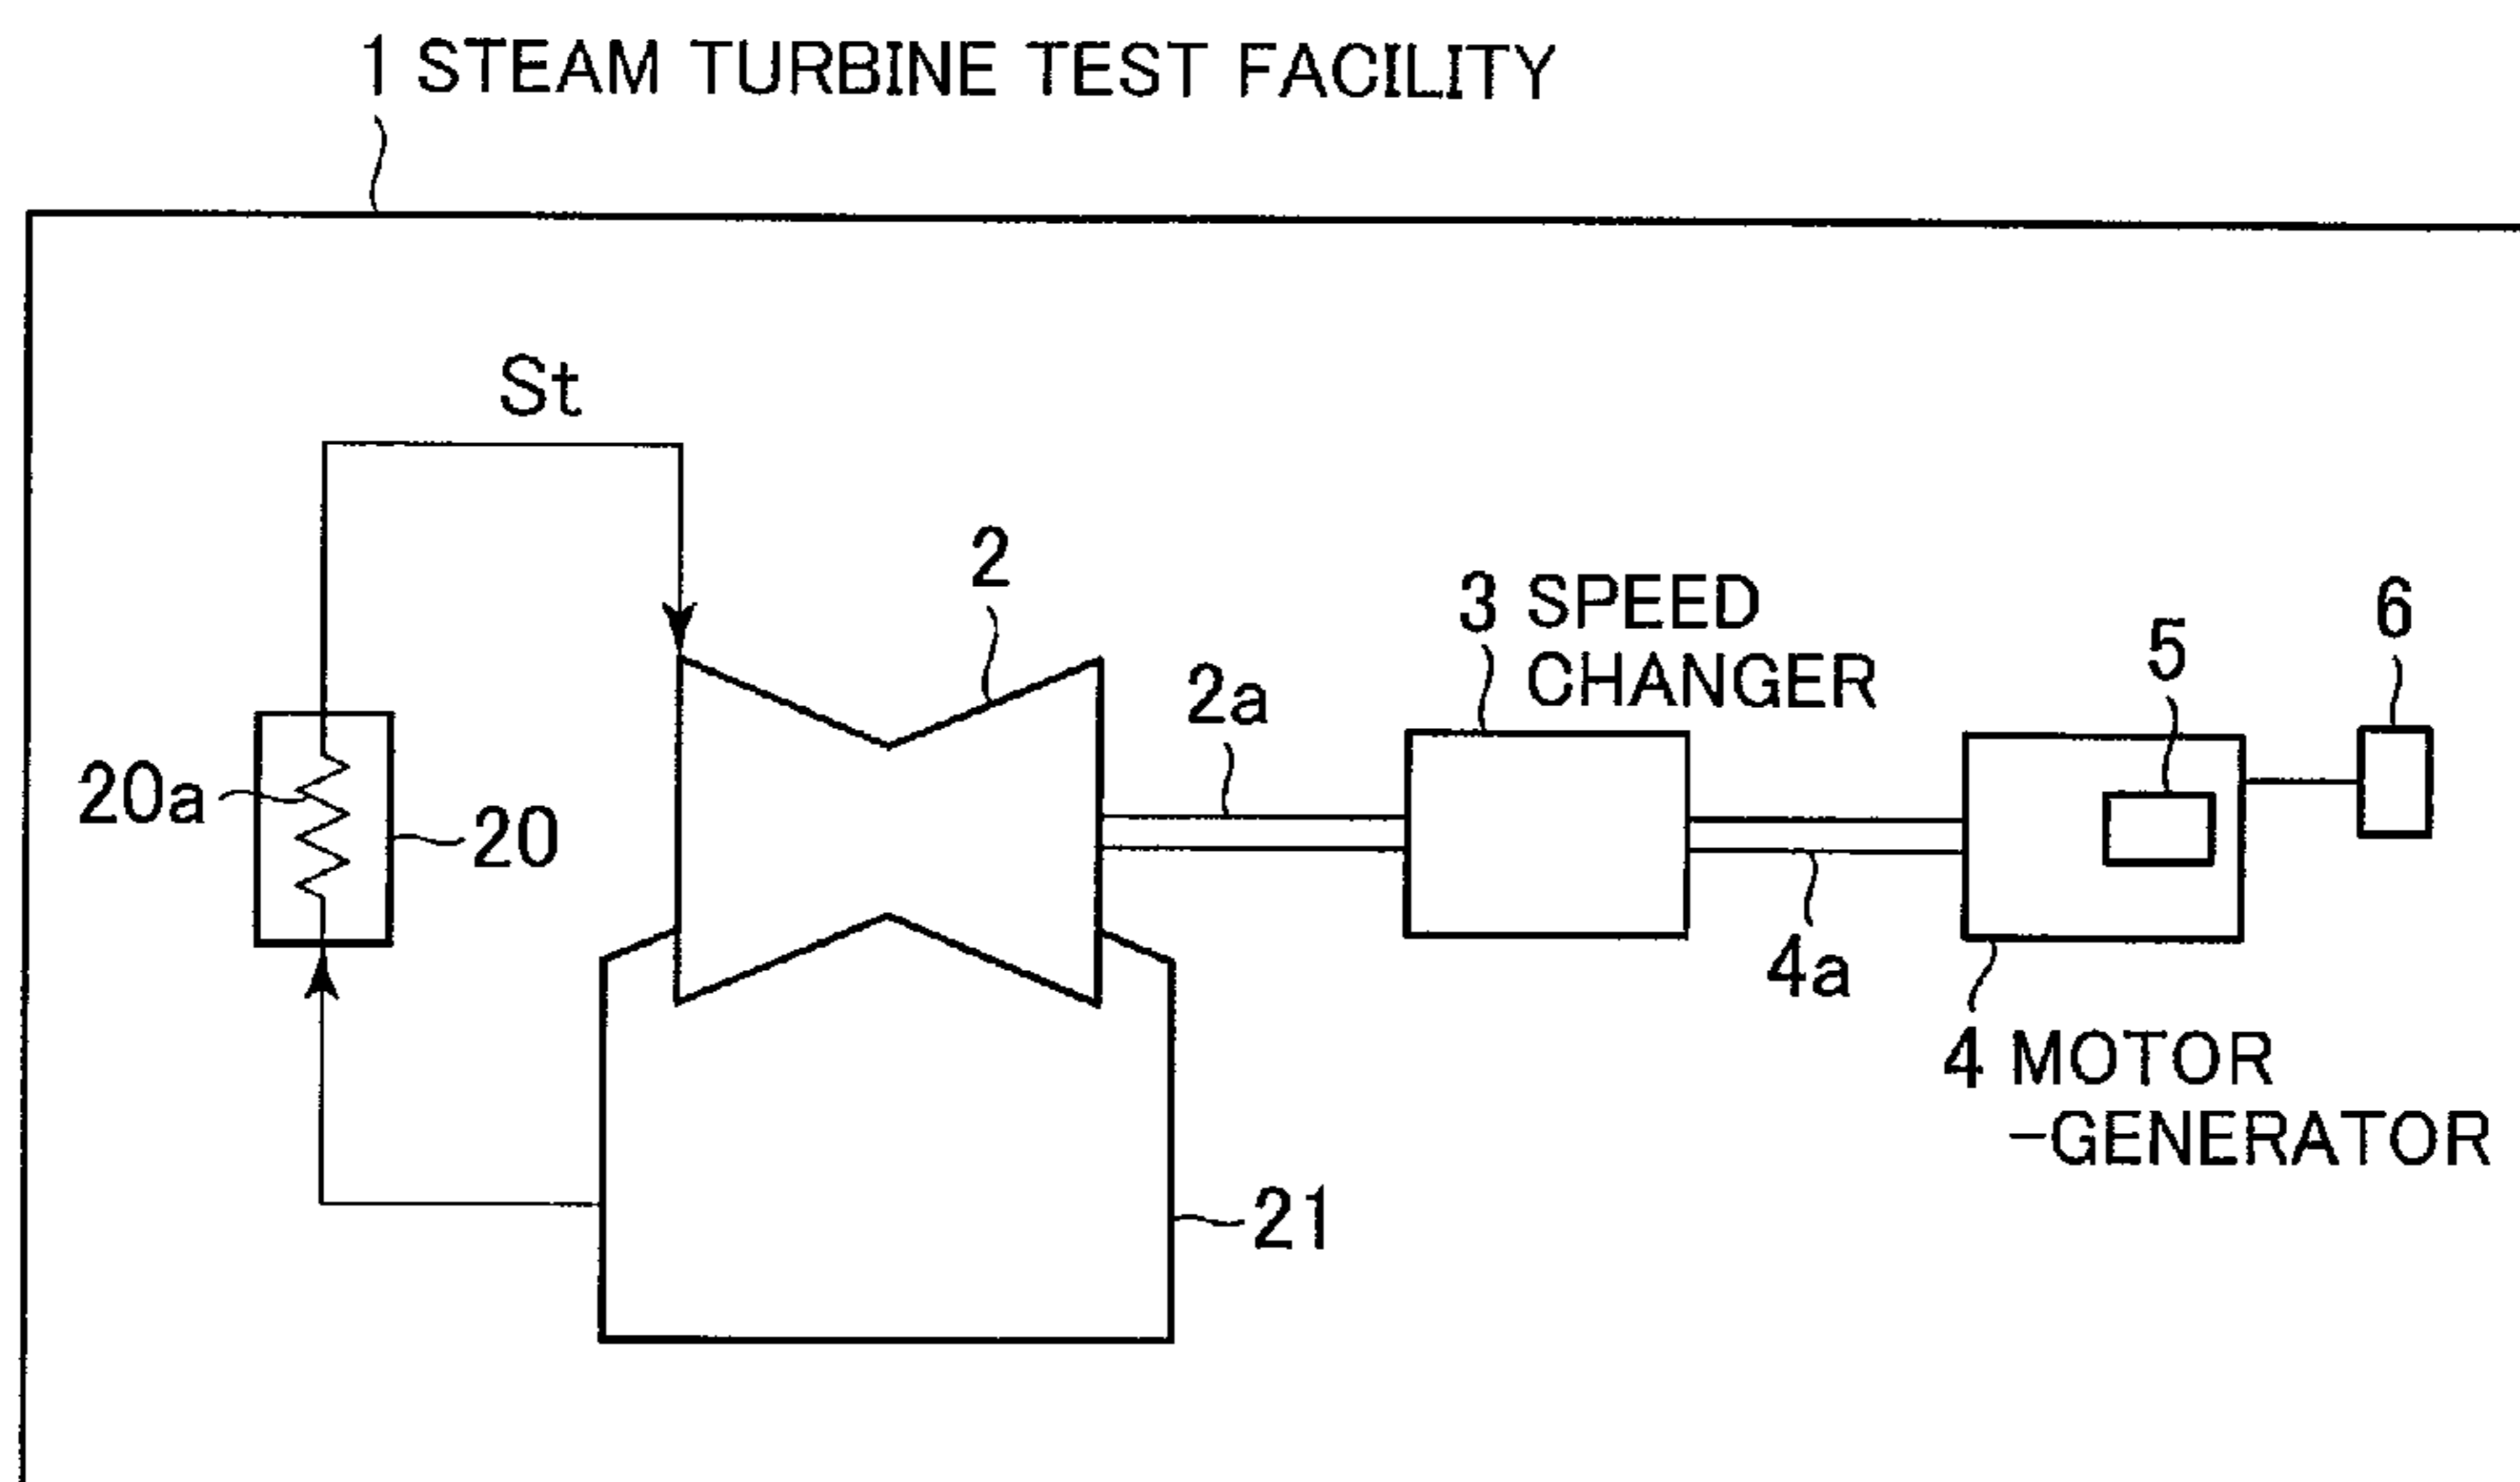 1 STEAM TURBINE TEST FACILITY
St
2
3 SPEED
CHANGER
6
5
2a
20a
20
4a
4 MOTOR
-GENERATOR
21